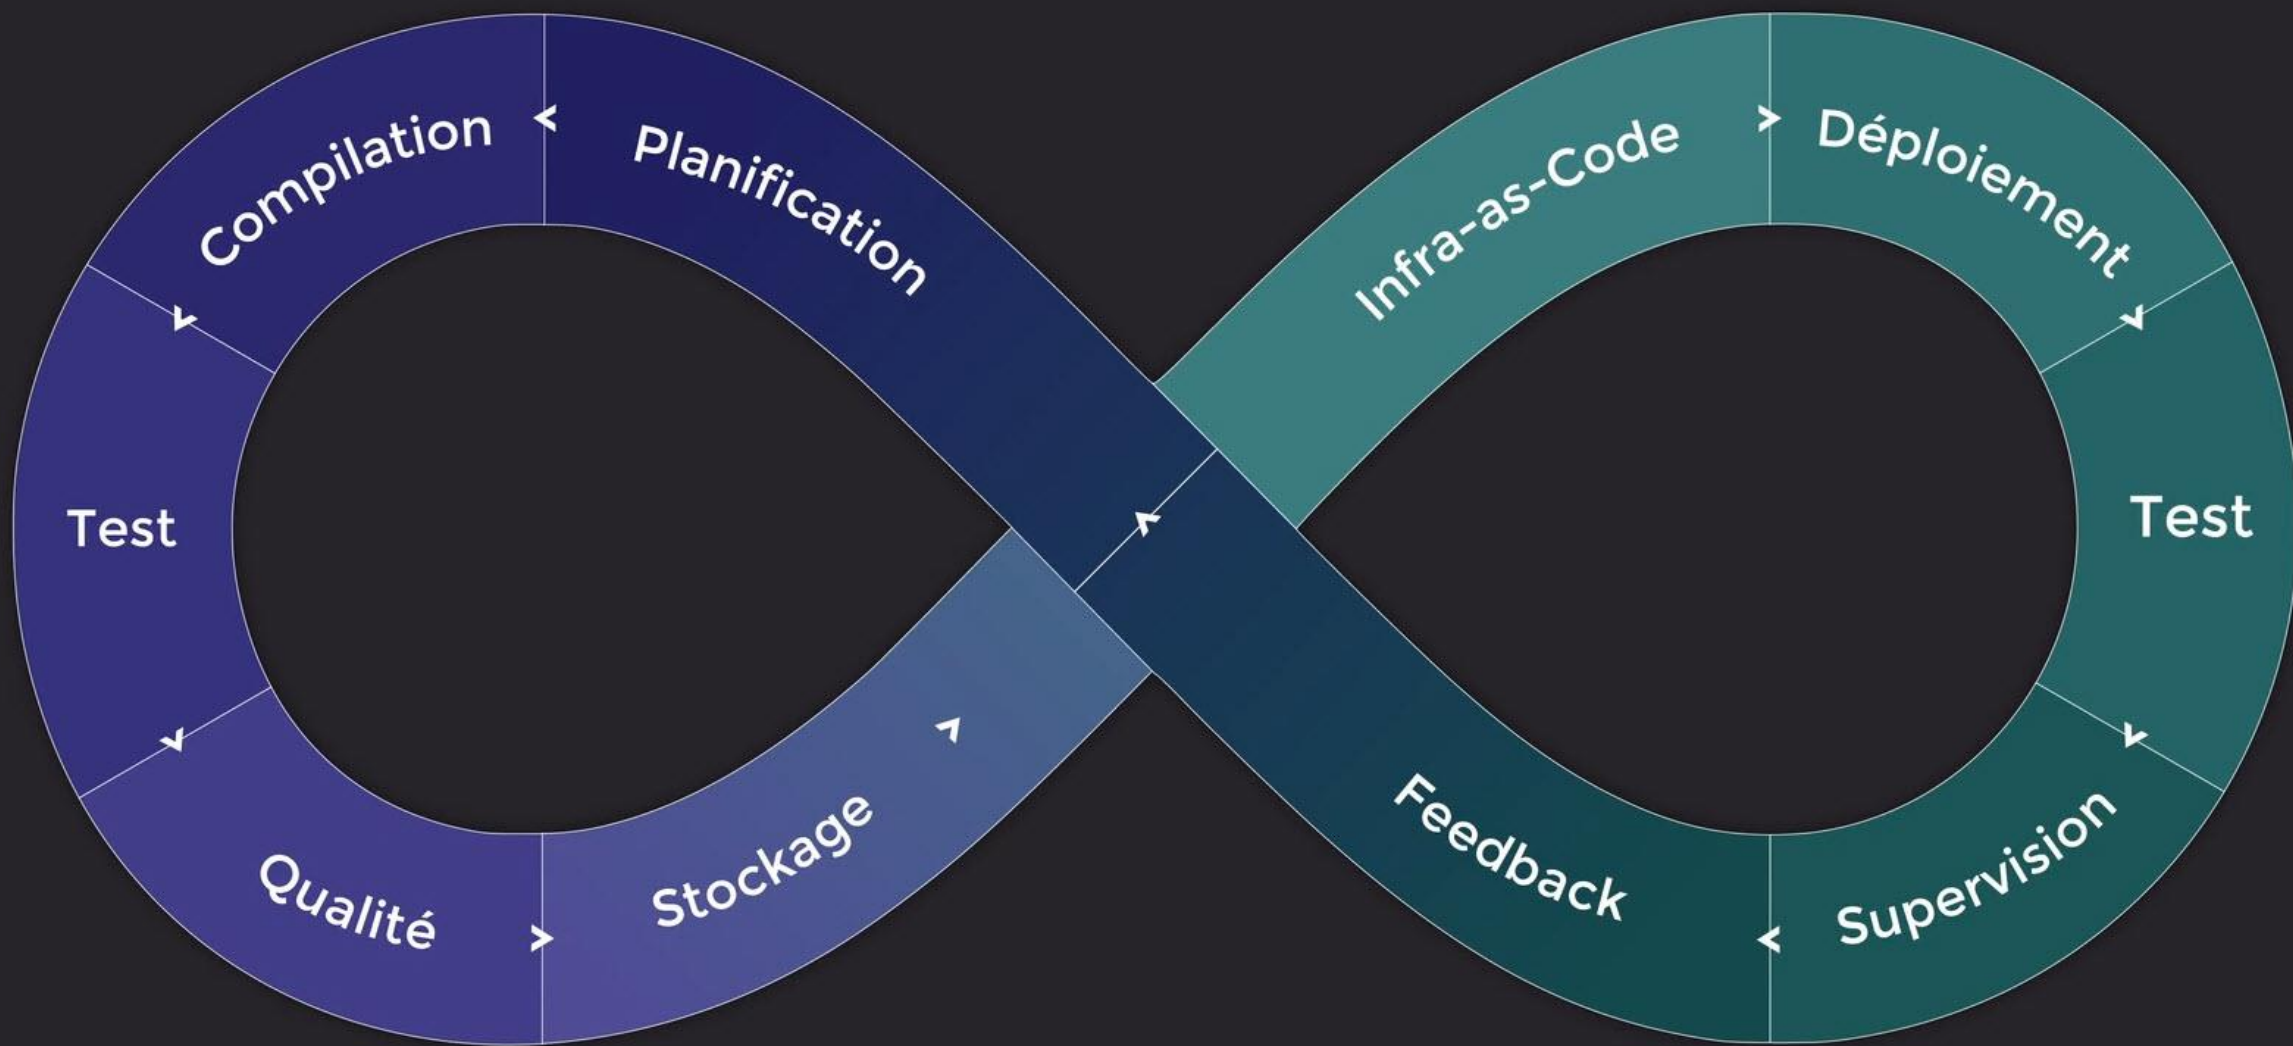 Planification
Compilation
Test
Qualité
Stockage
Infra-as-Code
Déploiement
Test
Supervision
Feedback